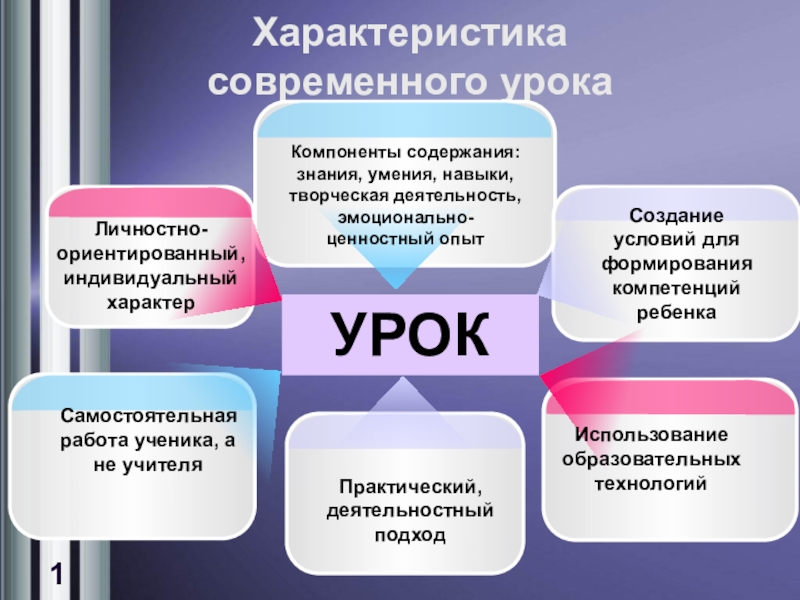 Характеристика
современного урока
Компоненты содержания:
знания, умения, навыки,
творческая деятельность,
эмоционально-
ценностный опыт
Личностно-
ориентированный,
индивидуальный
характер
Создание
условий для
формирования
компетенций
ребенка
УРОК
Самостоятельная
работа ученика, а
не учителя
Практический,
деятельностный
подход
Использование
образовательных
технологий
1